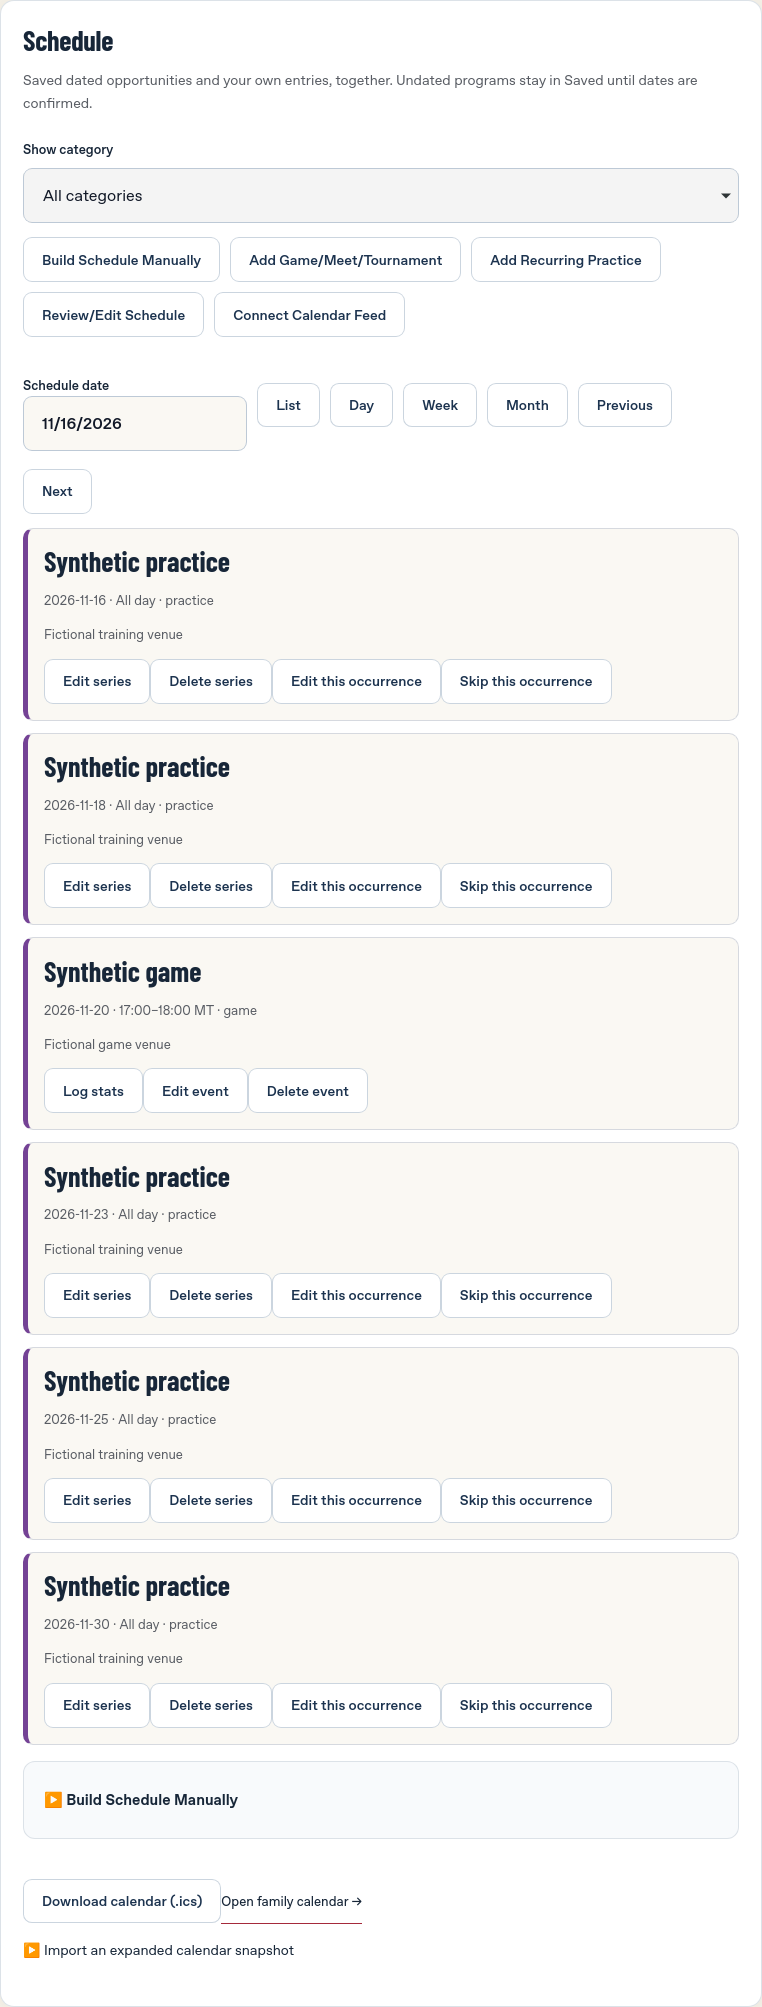 Schedule
Saved dated opportunities and your own entries, together. Undated programs stay in Saved until dates are
confirmed.
Show category
All categories
Build Schedule Manually
Add Game/Meet/Tournament
Add Recurring Practice
Review/Edit Schedule
Connect Calendar Feed
Schedule date
11/16/2026
List
Day
Week
Month
Previous
Next
Synthetic practice
2026-11-16 · All day · practice
Fictional training venue
Edit series
Delete series
Edit this occurrence
Skip this occurrence
Synthetic practice
2026-11-18 · All day · practice
Fictional training venue
Edit series
Delete series
Edit this occurrence
Skip this occurrence
Synthetic game
2026-11-20 · 17:00–18:00 MT · game
Fictional game venue
Log stats
Edit event
Delete event
Synthetic practice
2026-11-23 · All day · practice
Fictional training venue
Edit series
Delete series
Edit this occurrence
Skip this occurrence
Synthetic practice
2026-11-25 · All day · practice
Fictional training venue
Edit series
Delete series
Edit this occurrence
Skip this occurrence
Synthetic practice
2026-11-30 · All day · practice
Fictional training venue
Edit series
Delete series
Edit this occurrence
Skip this occurrence
▶️ Build Schedule Manually
Download calendar (.ics)
Open family calendar →
▶️ Import an expanded calendar snapshot